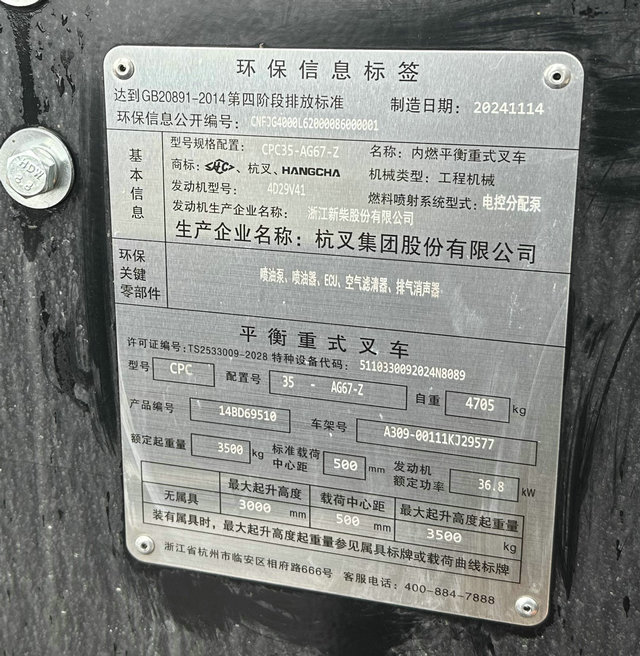 环保信息标签
达到GB20891-2014第四阶段排放标准 制造日期：20241114
环保信息公开编号：CNFJG4000L62000086000001
基本信息
型号规格配置：CPC35-AG67-Z 名称：内燃平衡重式叉车
商标：HC、杭叉、HANGCHA 机械类型：工程机械
发动机型号：4D29V41 燃料喷射系统型式：电控分配泵
发动机生产企业名称：浙江新柴股份有限公司
生产企业名称：杭叉集团股份有限公司
环保关键零部件 喷油泵、喷油器、ECU、空气滤清器、排气消声器
平衡重式叉车
许可证编号：TS2533009-2028 特种设备代码：5110330092024N8089
型号 CPC 配置号 35 - AG67-Z 自重 4705 kg
产品编号 14BD69510 车架号 A309-00111KJ29577
额定起重量 3500 kg 标准载荷中心距 500 mm 发动机额定功率 36.8 kW
最大起升高度 载荷中心距 最大起升高度起重量
无属具 3000 mm 500 mm 3500 kg
装有属具时，最大起升高度起重量参见属具标牌或载荷曲线标牌
浙江省杭州市临安区相府路666号 客服电话：400-884-7888